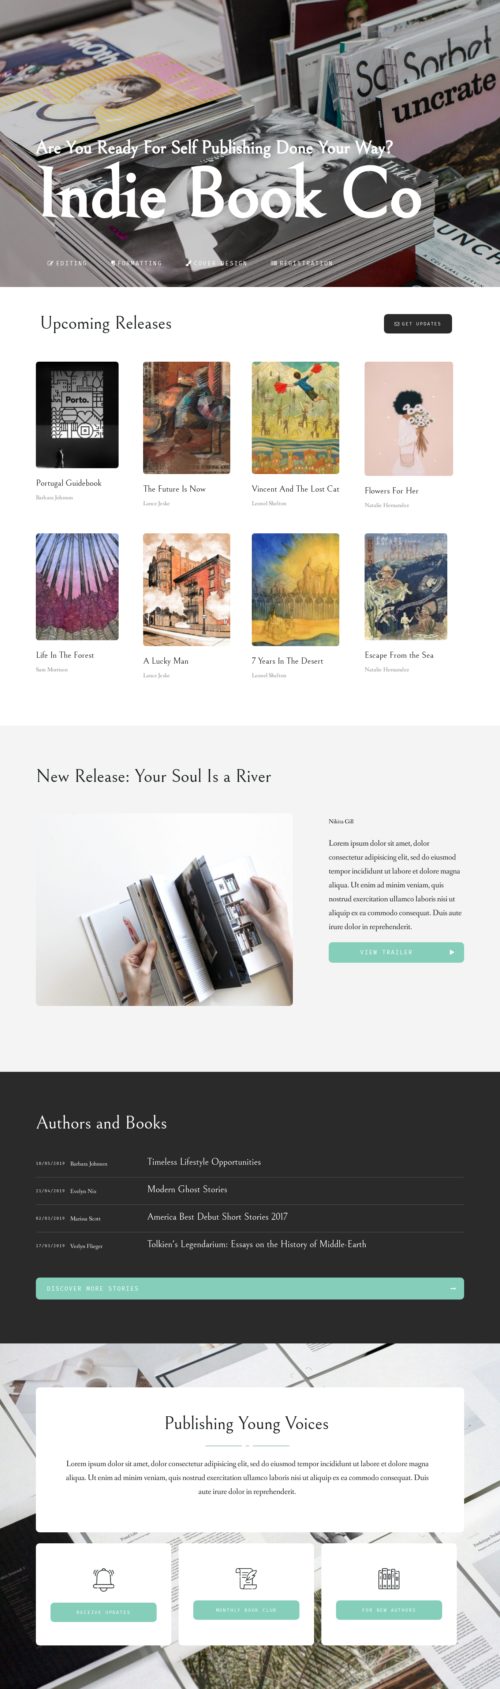 Sorbet
uncrate
Are You Ready For Self Publishing Done Your Way?
Indie Book Co
EDITING
FORMATTING
COVER DESIGN
REGISTRATION
Upcoming Releases
GET UPDATES
Porto.
Portugal Guidebook
Barbara Johnson
The Future Is Now
Lance Jeske
Vincent And The Lost Cat
Leonel Shelton
Flowers For Her
Natalie Hernandez
Life In The Forest
Sam Morrison
A Lucky Man
Lance Jeske
7 Years In The Desert
Leonel Shelton
Escape From the Sea
Natalie Hernandez
New Release: Your Soul Is a River
Nikita Gill
Lorem ipsum dolor sit amet, dolor
consectetur adipisicing elit, sed do eiusmod
tempor incididunt ut labore et dolore magna
aliqua. Ut enim ad minim veniam, quis
nostrud exercitation ullamco laboris nisi ut
aliquip ex ea commodo consequat. Duis aute
irure dolor in reprehenderit.
VIEW TRAILER
Authors and Books
Barbara Johnson Timeless Lifestyle Opportunities
21/04/2019 Evelyn Nix Modern Ghost Stories
02/03/2019 Marina Scott America Best Debut Short Stories 2017
17/03/2019 Verlyn Flieger Tolkien's Legendarium: Essays on the History of Middle-Earth
DISCOVER MORE STORIES
Publishing Young Voices
Lorem ipsum dolor sit amet, dolor consectetur adipisicing elit, sed do eiusmod tempor incididunt ut labore et dolore magna
aliqua. Ut enim ad minim veniam, quis nostrud exercitation ullamco laboris nisi ut aliquip ex ea commodo consequat. Duis
aute irure dolor in reprehenderit.
RECEIVE UPDATES
MONTHLY BOOK CLUB
FOR NEW AUTHORS